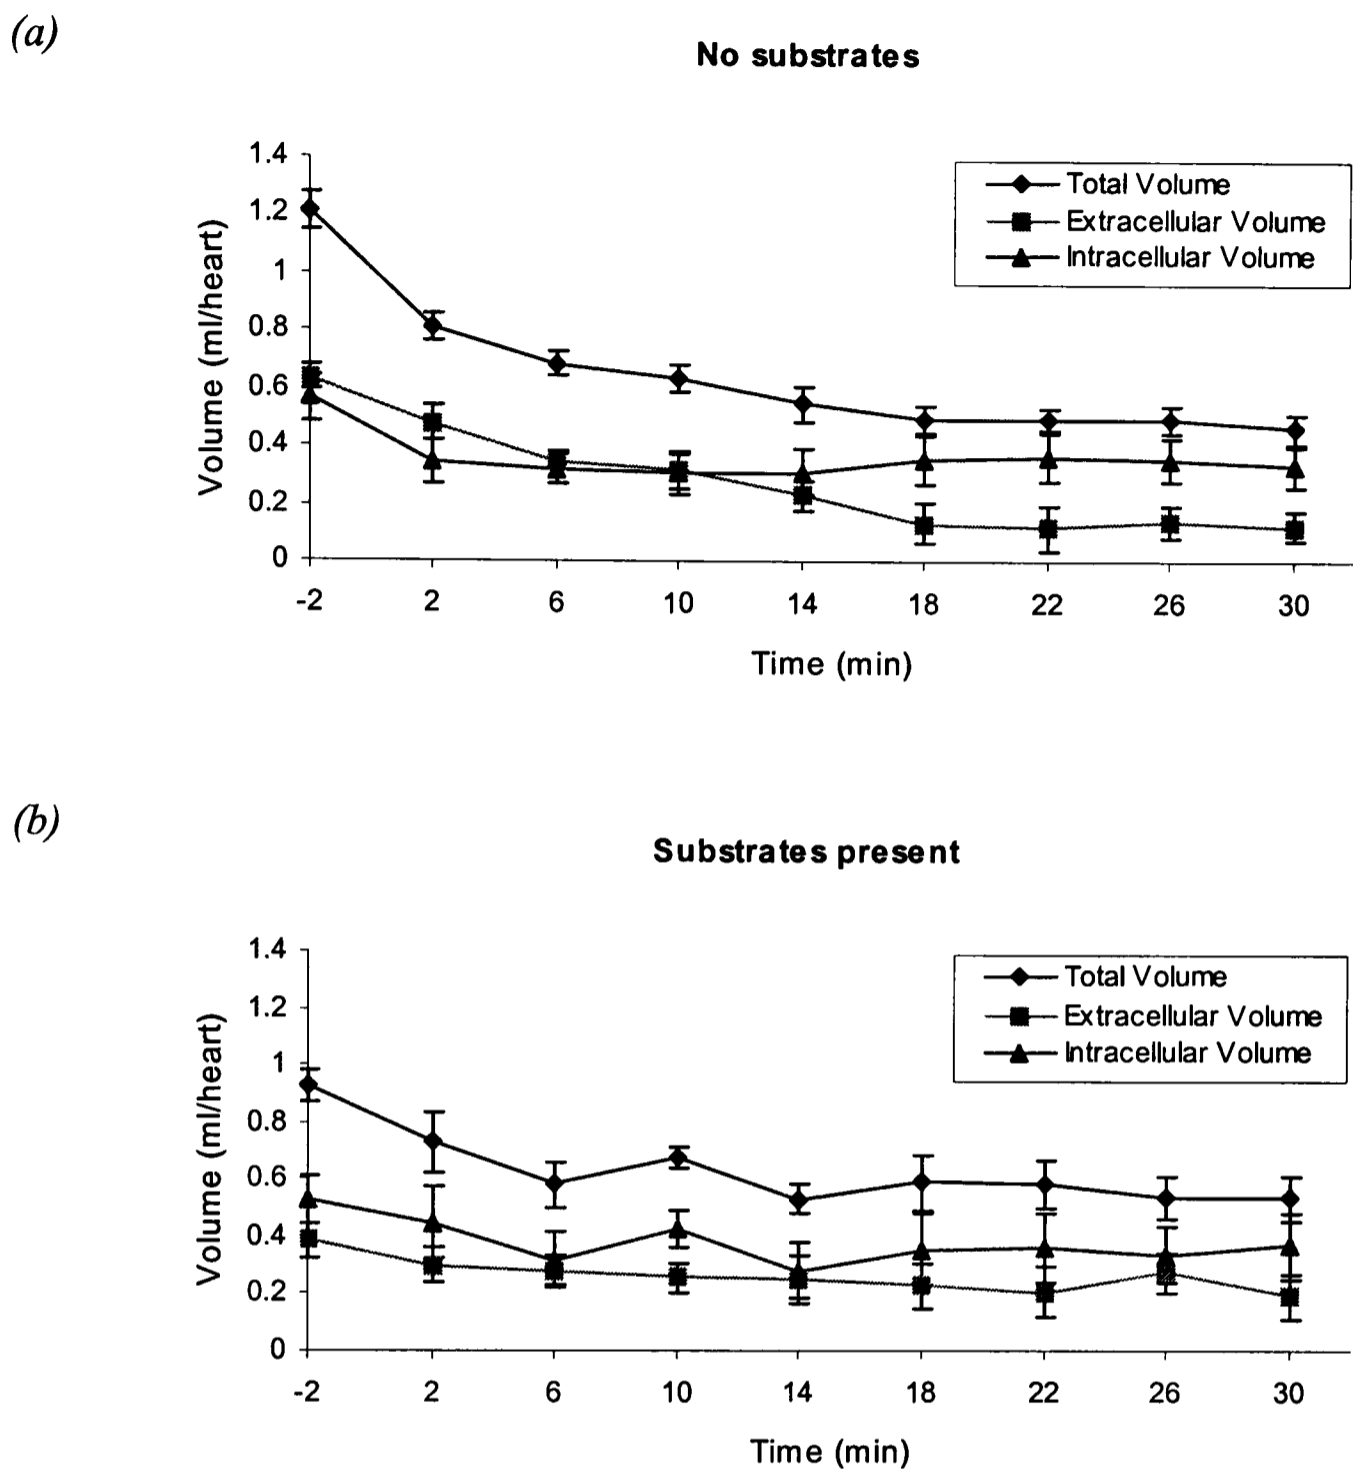 (a)
No substrates
1.4
1.2
1
0.8
0.6
0.4
0.2
0
Volume (ml/heart)
Total Volume
Extracellular Volume
Intracellular Volume
-2 2 6 10 14 18 22 26 30
Time (min)
(b)
Substrates present
1.4
1.2
1
0.8
0.6
0.4
0.2
0
Volume (ml/heart)
Total Volume
Extracellular Volume
Intracellular Volume
-2 2 6 10 14 18 22 26 30
Time (min)